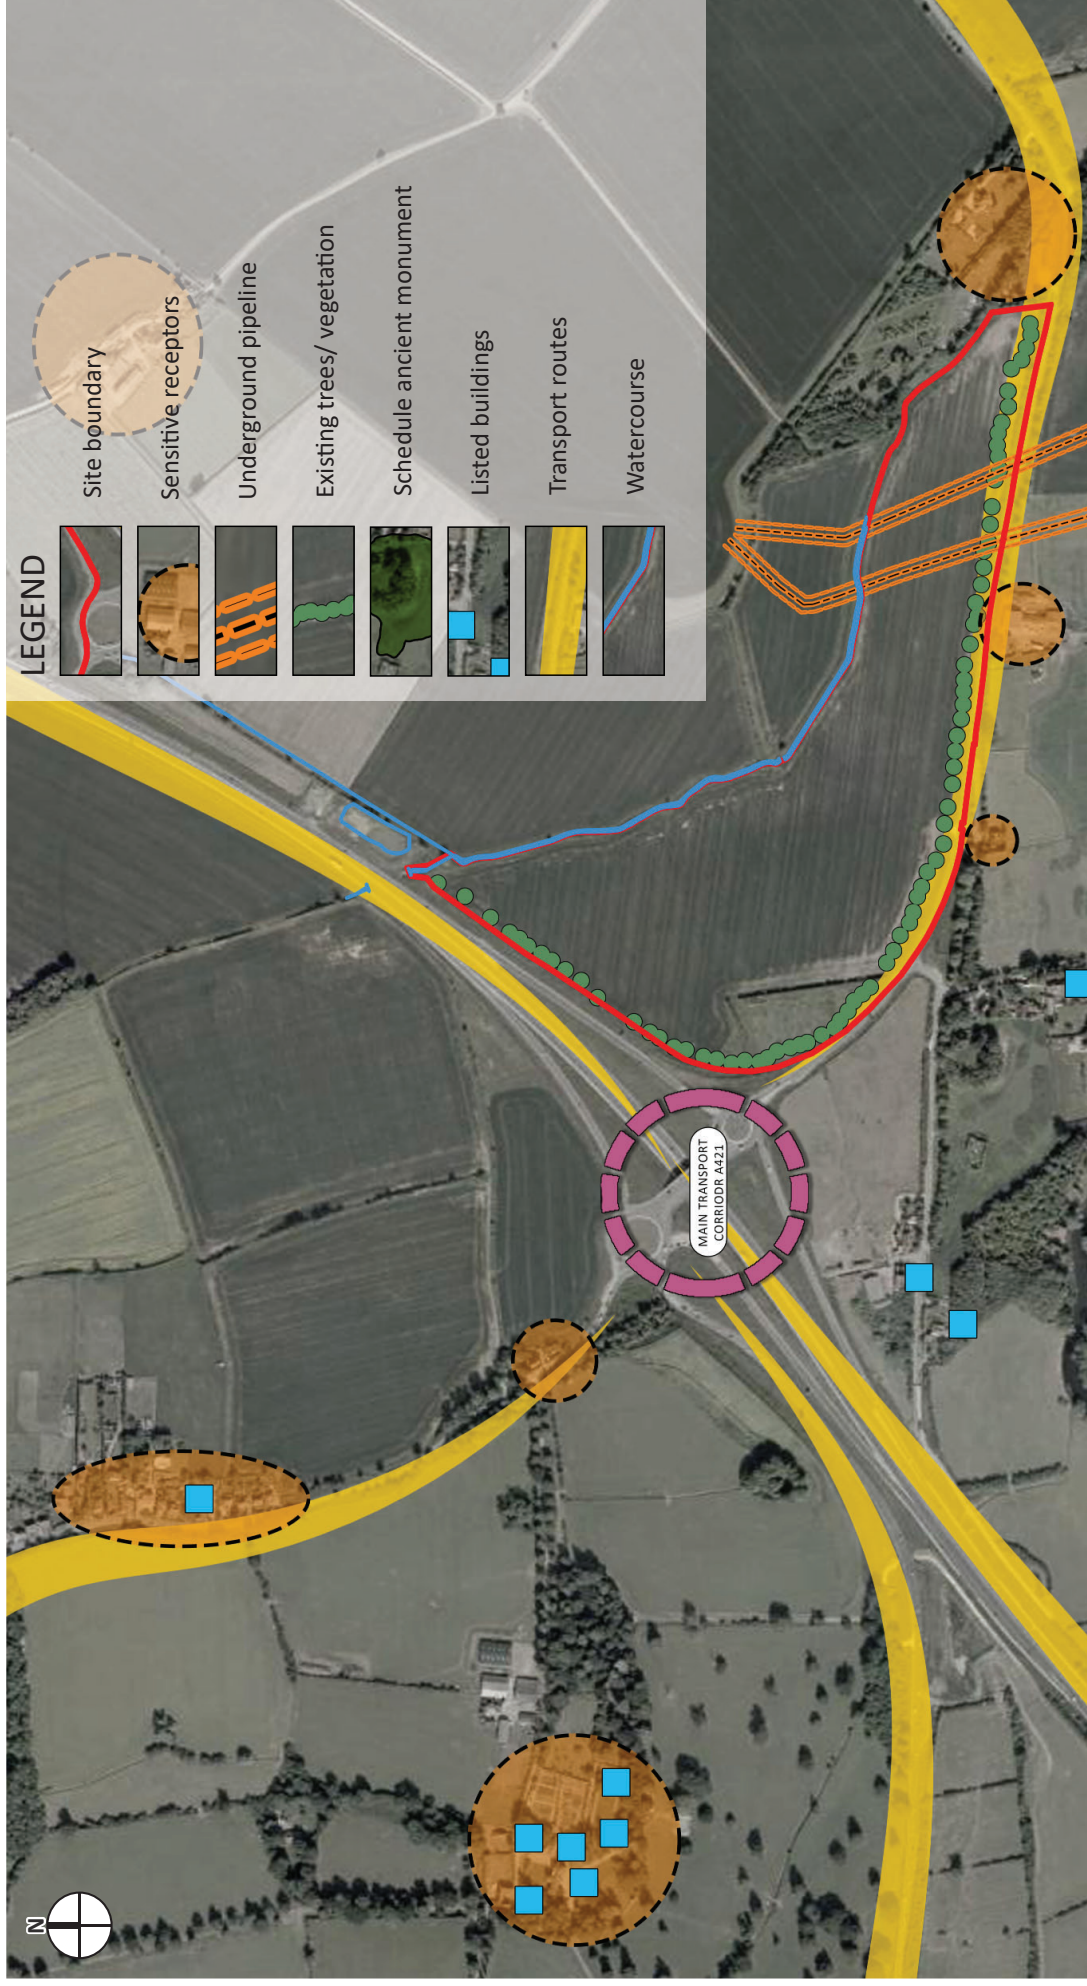 N
LEGEND
Site boundary
Sensitive receptors
Underground pipeline
Existing trees/ vegetation
Schedule ancient monument
Listed buildings
Transport routes
Watercourse
MAIN TRANSPORT
CORRIODR A421